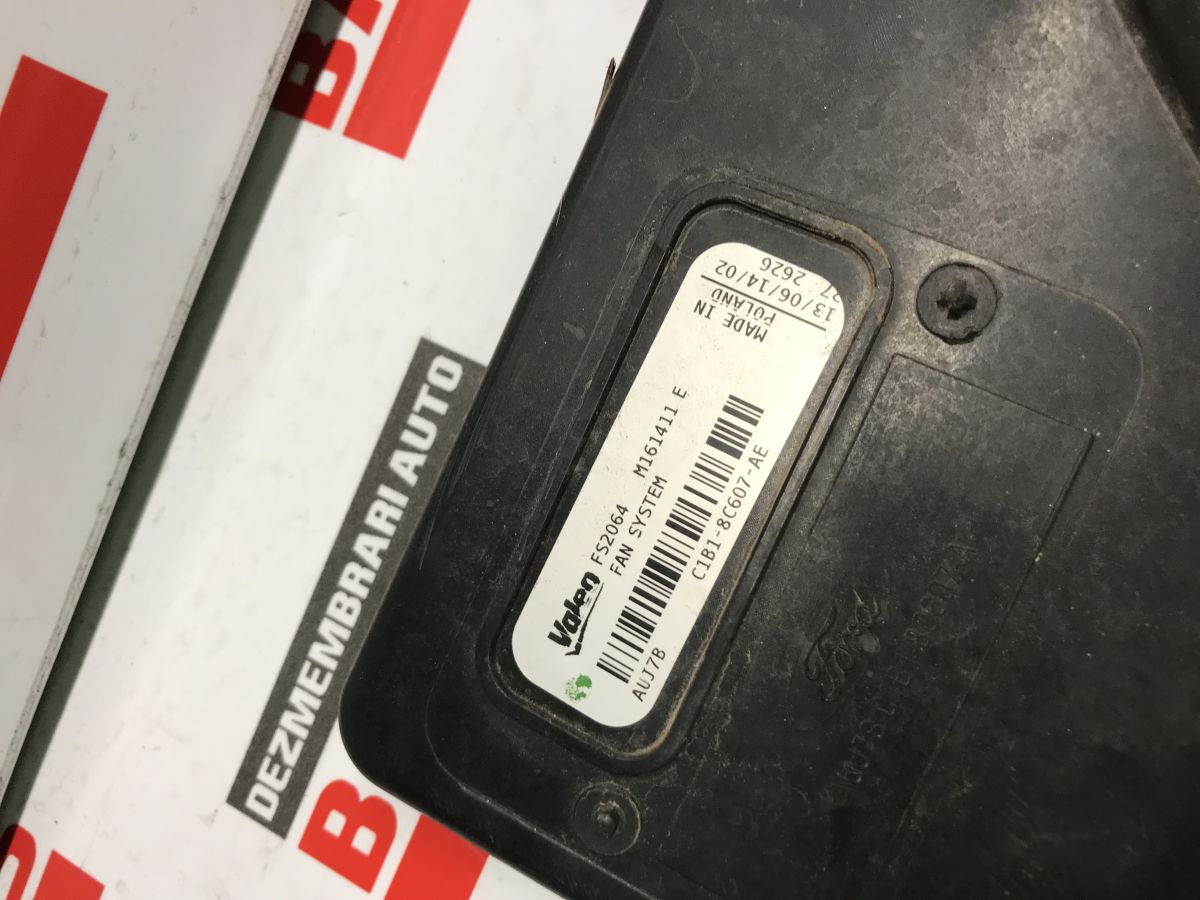 Valeo FS2064 M161411 E
FAN SYSTEM
AUJ7B C1B1-8C607-AE
MADE IN
POLAND
13/06/14/02
2626
Ford
DEZMEMBRARI AUTO